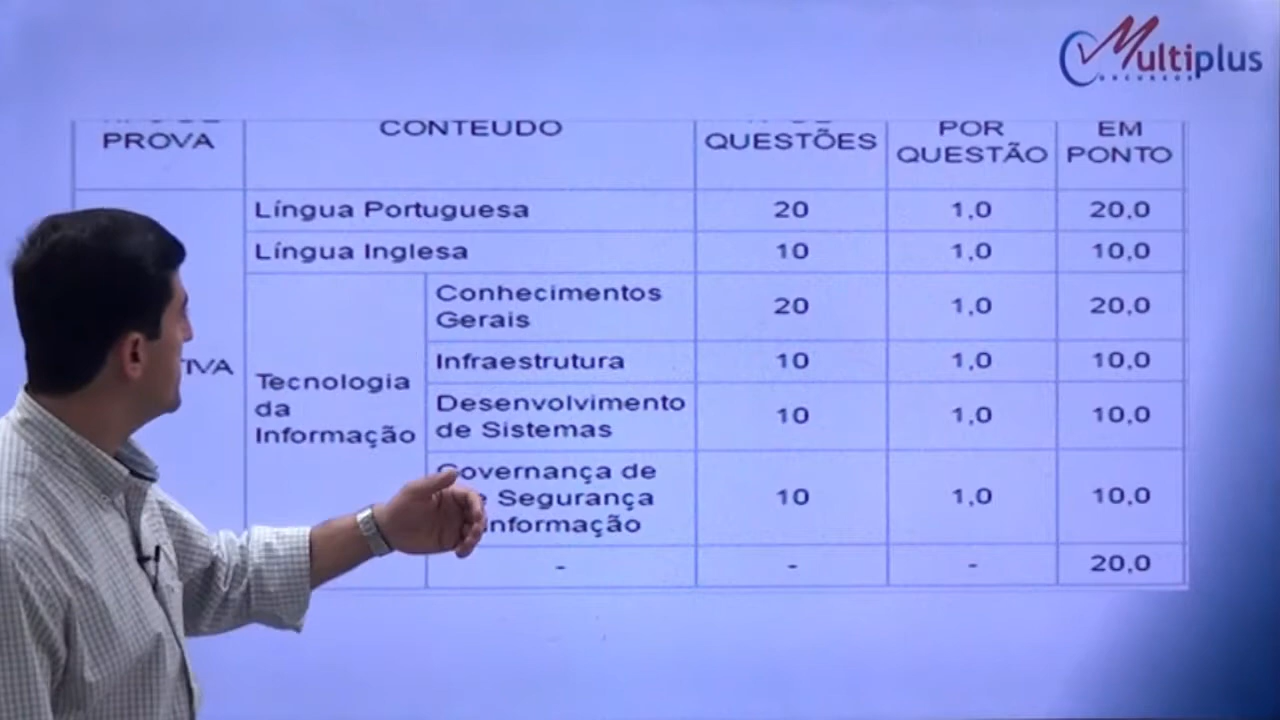 Multiplus
CONCURSOS
PROVA
CONTEUDO
QUESTÕES
POR
QUESTÃO
EM
PONTO
Língua Portuguesa 20 1,0 20,0
Língua Inglesa 10 1,0 10,0
Conhecimentos
Gerais
20 1,0 20,0
TIVA
Infraestrutura 10 1,0 10,0
Tecnologia
da
Informação
Desenvolvimento
de Sistemas
10 1,0 10,0
Governança de
Segurança
Informação
10 1,0 10,0
- - - 20,0